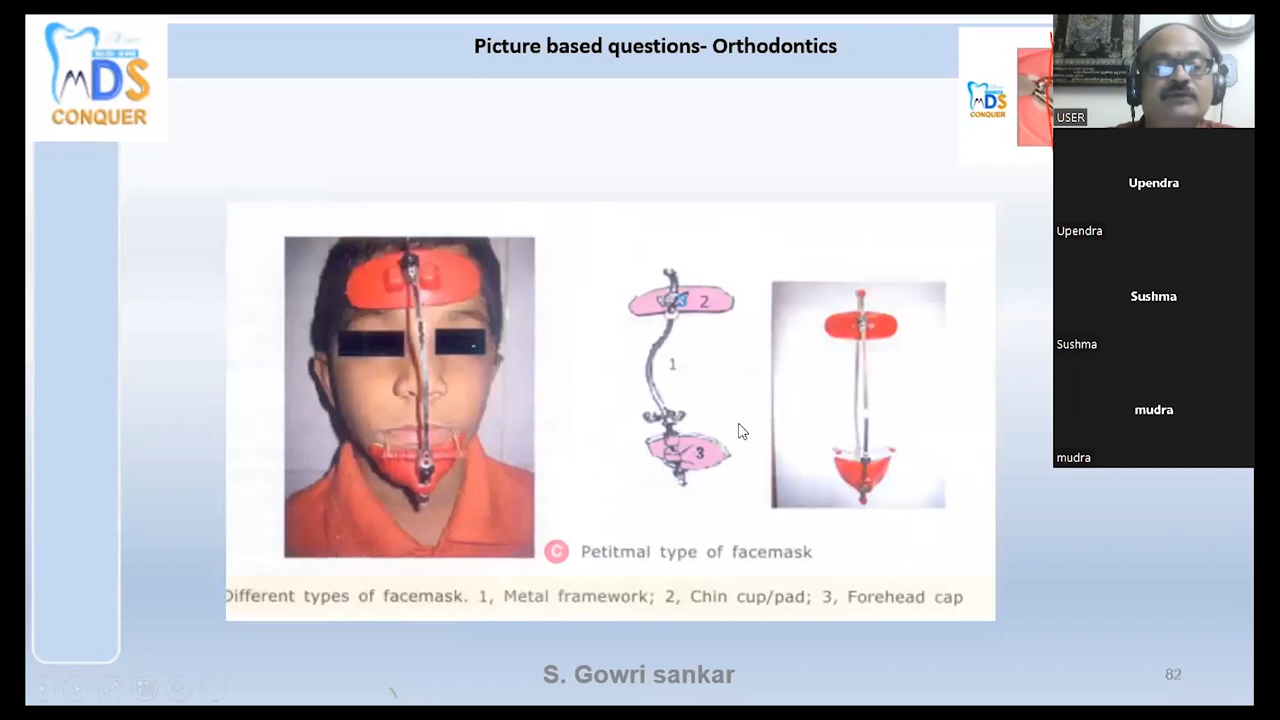 Picture based questions- Orthodontics
MDS
CONQUER
MDS
CONQUER
USER
Upendra
Upendra
Sushma
Sushma
mudra
mudra
2
1
3
C Petitmal type of facemask
Different types of facemask. 1, Metal framework; 2, Chin cup/pad; 3, Forehead cap
S. Gowri sankar
82